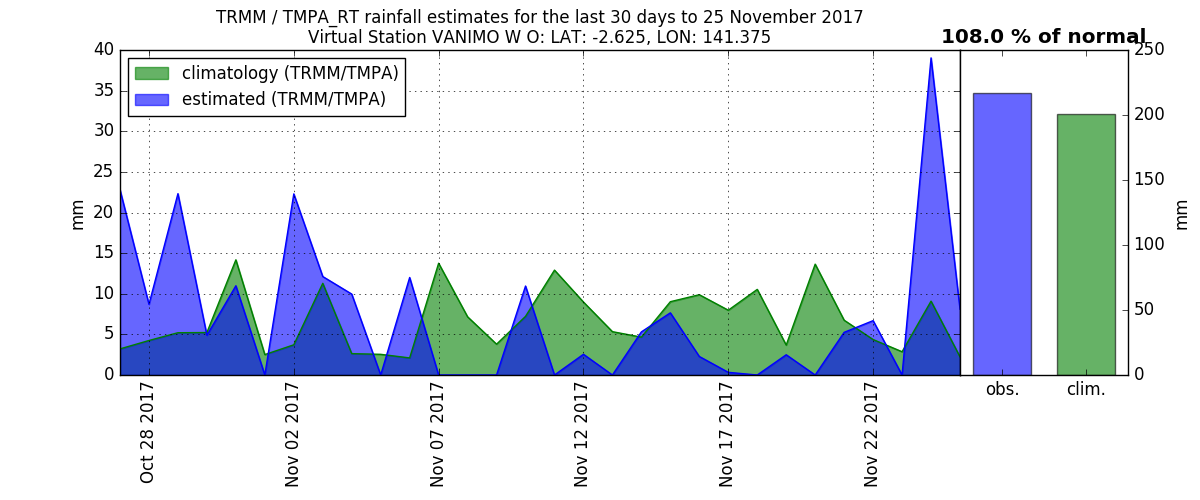 TRMM / TMPA_RT rainfall estimates for the last 30 days to 25 November 2017
Virtual Station VANIMO W O: LAT: -2.625, LON: 141.375
108.0 % of normal
climatology (TRMM/TMPA)
estimated (TRMM/TMPA)
40
35
30
25
20
15
10
5
0
mm
Oct 28 2017
Nov 02 2017
Nov 07 2017
Nov 12 2017
Nov 17 2017
Nov 22 2017
obs.
clim.
250
200
150
100
50
0
mm